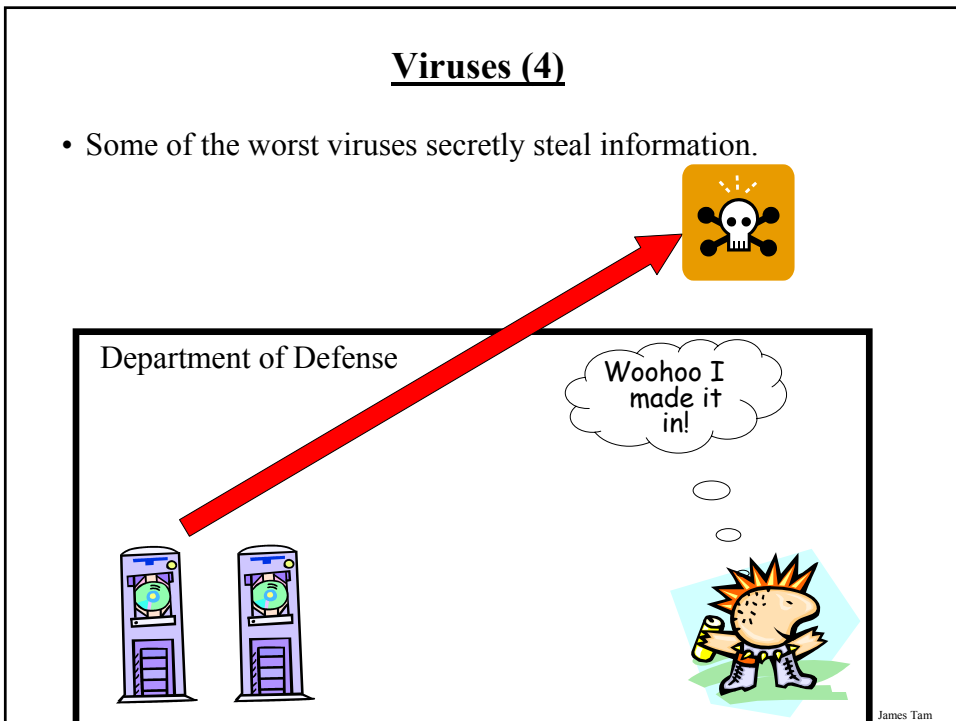 Viruses (4)
• Some of the worst viruses secretly steal information.
Department of Defense
Woohoo I
made it
in!
James Tam